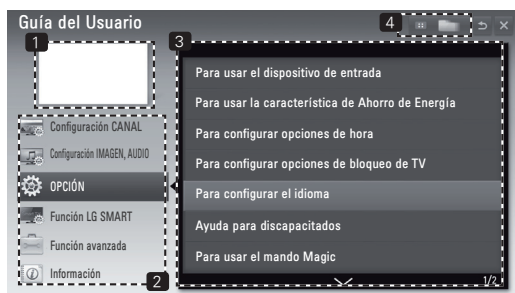 Guía del Usuario
4
1
3
Configuración CANAL
Configuración IMAGEN, AUDIO
OPCIÓN
Función LG SMART
Función avanzada
Información
2
Para usar el dispositivo de entrada
Para usar la característica de Ahorro de Energía
Para configurar opciones de hora
Para configurar opciones de bloqueo de TV
Para configurar el idioma
Ayuda para discapacitados
Para usar el mando Magic
1/2